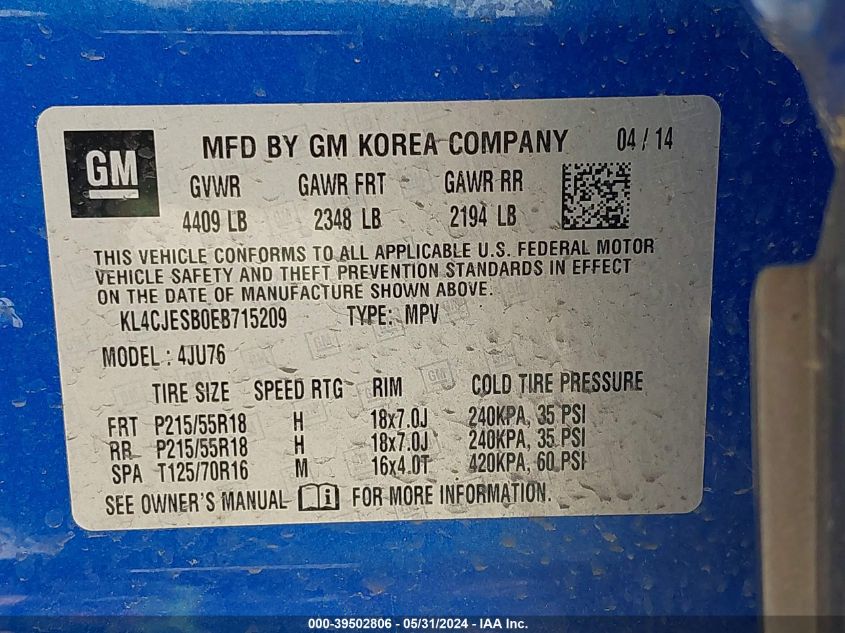 GM
MFD BY GM KOREA COMPANY 04 / 14
GVWR GAWR FRT GAWR RR
4409 LB 2348 LB 2194 LB
THIS VEHICLE CONFORMS TO ALL APPLICABLE U.S. FEDERAL MOTOR
VEHICLE SAFETY AND THEFT PREVENTION STANDARDS IN EFFECT
ON THE DATE OF MANUFACTURE SHOWN ABOVE.
KL4CJESB0EB715209 TYPE: MPV
MODEL : 4JU76
TIRE SIZE SPEED RTG RIM COLD TIRE PRESSURE
FRT P215/55R18 H 18x7.0J 240KPA, 35 PSI
RR P215/55R18 H 18x7.0J 240KPA, 35 PSI
SPA T125/70R16 M 16x4.0T 420KPA, 60 PSI
SEE OWNER'S MANUAL FOR MORE INFORMATION.
000-39502806 - 05/31/2024 - IAA Inc.